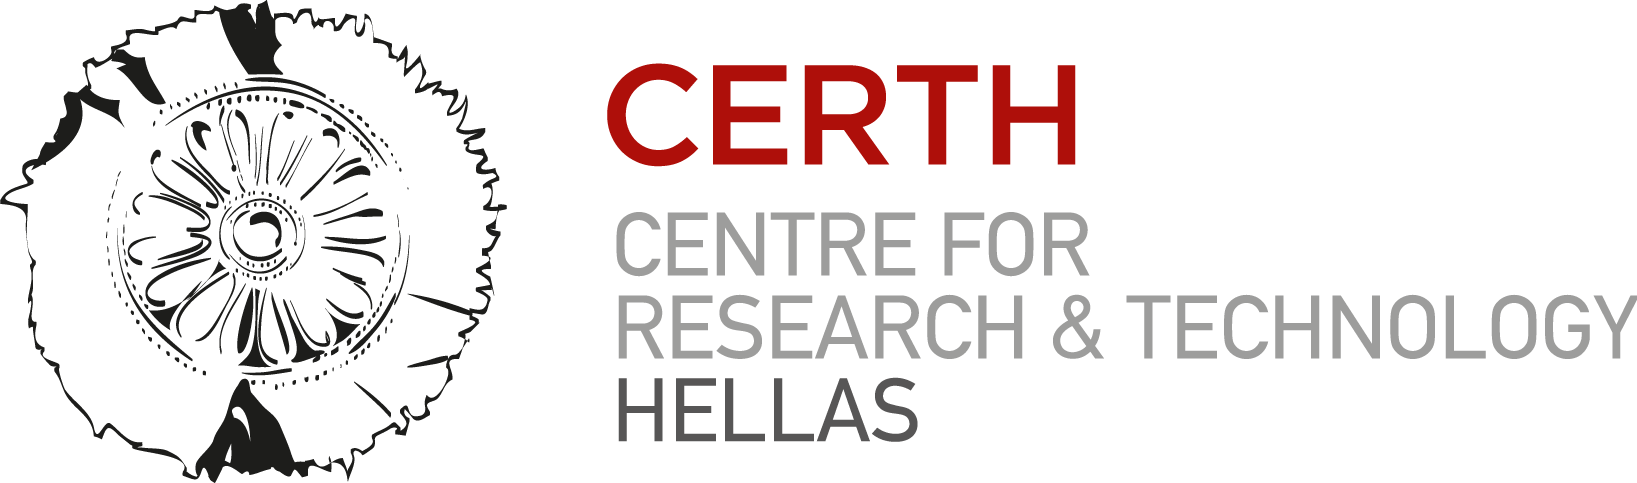 CERTH
CENTRE FOR
RESEARCH & TECHNOLOGY
HELLAS